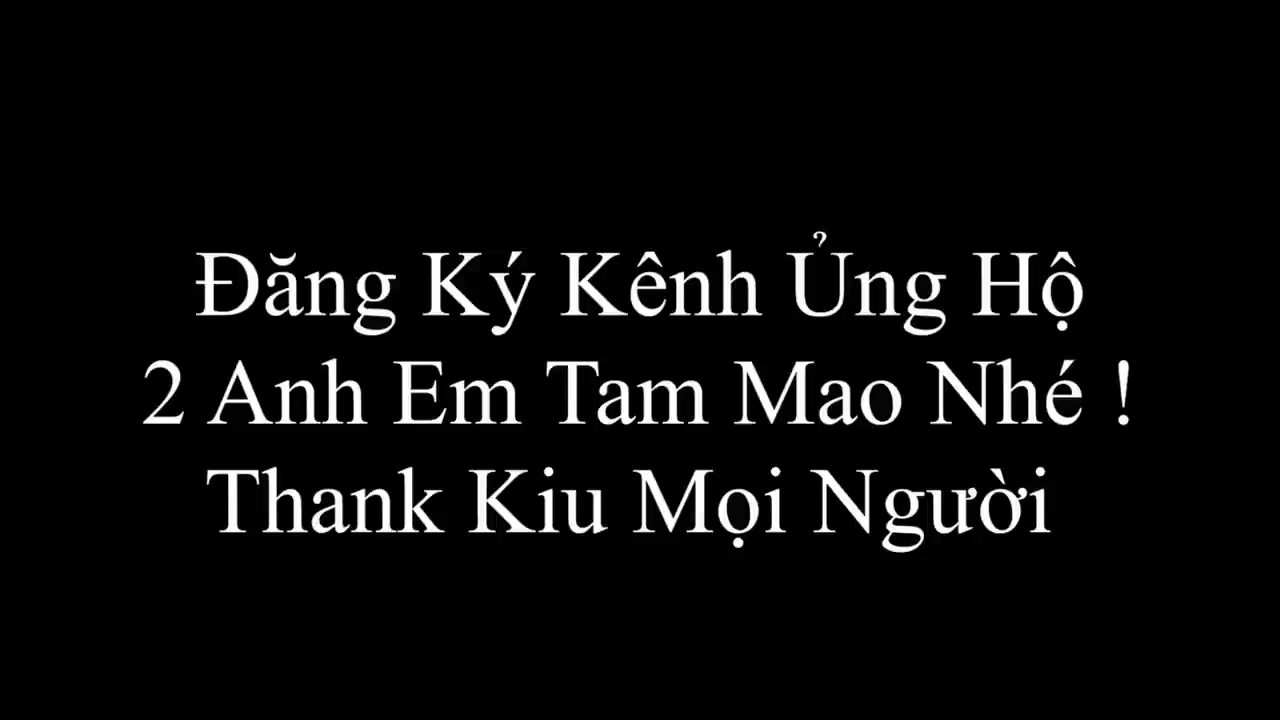 Đăng Ký Kênh Ủng Hộ
2 Anh Em Tam Mao Nhé !
Thank Kiu Mọi Người